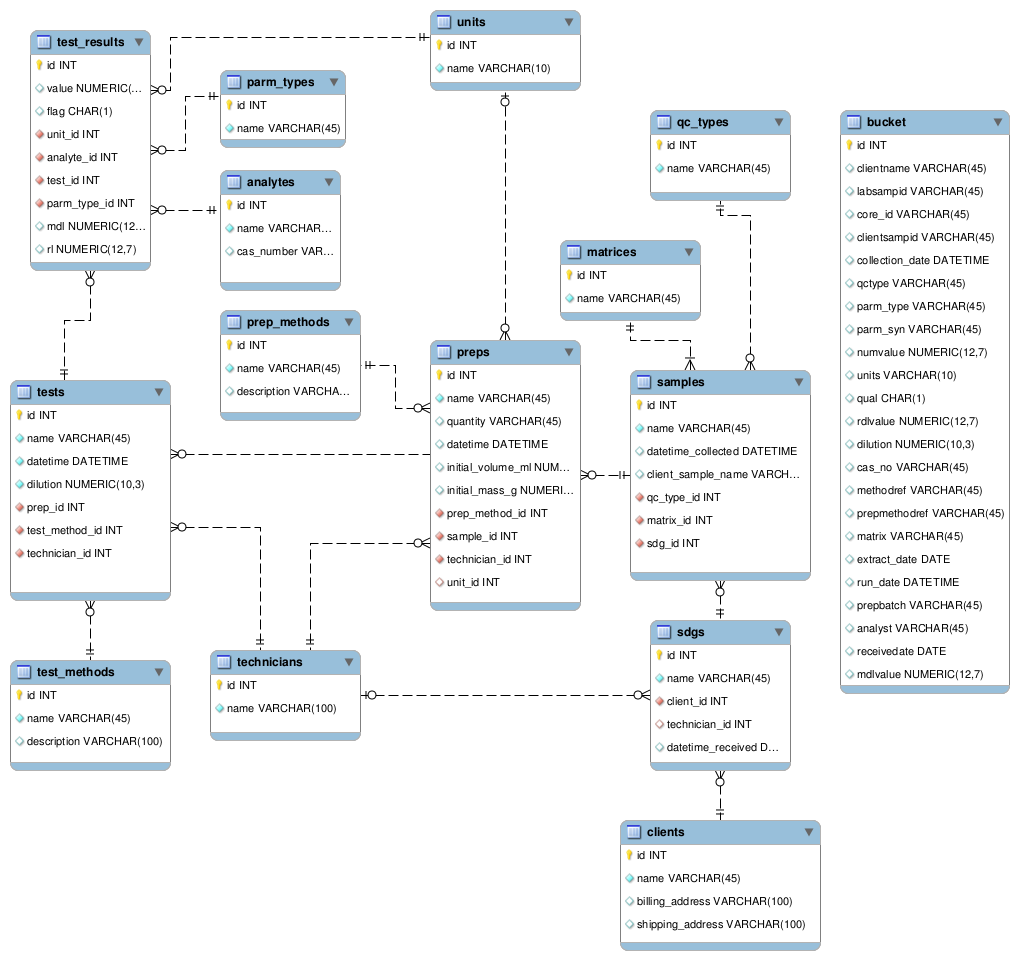 test_results
id INT
value NUMERIC(...
flag CHAR(1)
unit_id INT
analyte_id INT
test_id INT
parm_type_id INT
mdl NUMERIC(12...
rl NUMERIC(12,7)
units
id INT
name VARCHAR(10)
parm_types
id INT
name VARCHAR(45)
analytes
id INT
name VARCHAR...
cas_number VAR...
qc_types
id INT
name VARCHAR(45)
matrices
id INT
name VARCHAR(45)
bucket
id INT
clientname VARCHAR(45)
labsampid VARCHAR(45)
core_id VARCHAR(45)
clientsampid VARCHAR(45)
collection_date DATETIME
qctype VARCHAR(45)
parm_type VARCHAR(45)
parm_syn VARCHAR(45)
numvalue NUMERIC(12,7)
units VARCHAR(10)
qual CHAR(1)
rdlvalue NUMERIC(12,7)
dilution NUMERIC(10,3)
cas_no VARCHAR(45)
methodref VARCHAR(45)
prepmethodref VARCHAR(45)
matrix VARCHAR(45)
extract_date DATE
run_date DATETIME
prepbatch VARCHAR(45)
analyst VARCHAR(45)
receivedate DATE
mdlvalue NUMERIC(12,7)
prep_methods
id INT
name VARCHAR(45)
description VARCHA...
preps
id INT
name VARCHAR(45)
quantity VARCHAR(45)
datetime DATETIME
initial_volume_ml NUM...
initial_mass_g NUMERI...
prep_method_id INT
sample_id INT
technician_id INT
unit_id INT
samples
id INT
name VARCHAR(45)
datetime_collected DATETIME
client_sample_name VARCH...
qc_type_id INT
matrix_id INT
sdg_id INT
tests
id INT
name VARCHAR(45)
datetime DATETIME
dilution NUMERIC(10,3)
prep_id INT
test_method_id INT
technician_id INT
test_methods
id INT
name VARCHAR(45)
description VARCHAR(100)
technicians
id INT
name VARCHAR(100)
sdgs
id INT
name VARCHAR(45)
client_id INT
technician_id INT
datetime_received D...
clients
id INT
name VARCHAR(45)
billing_address VARCHAR(100)
shipping_address VARCHAR(100)